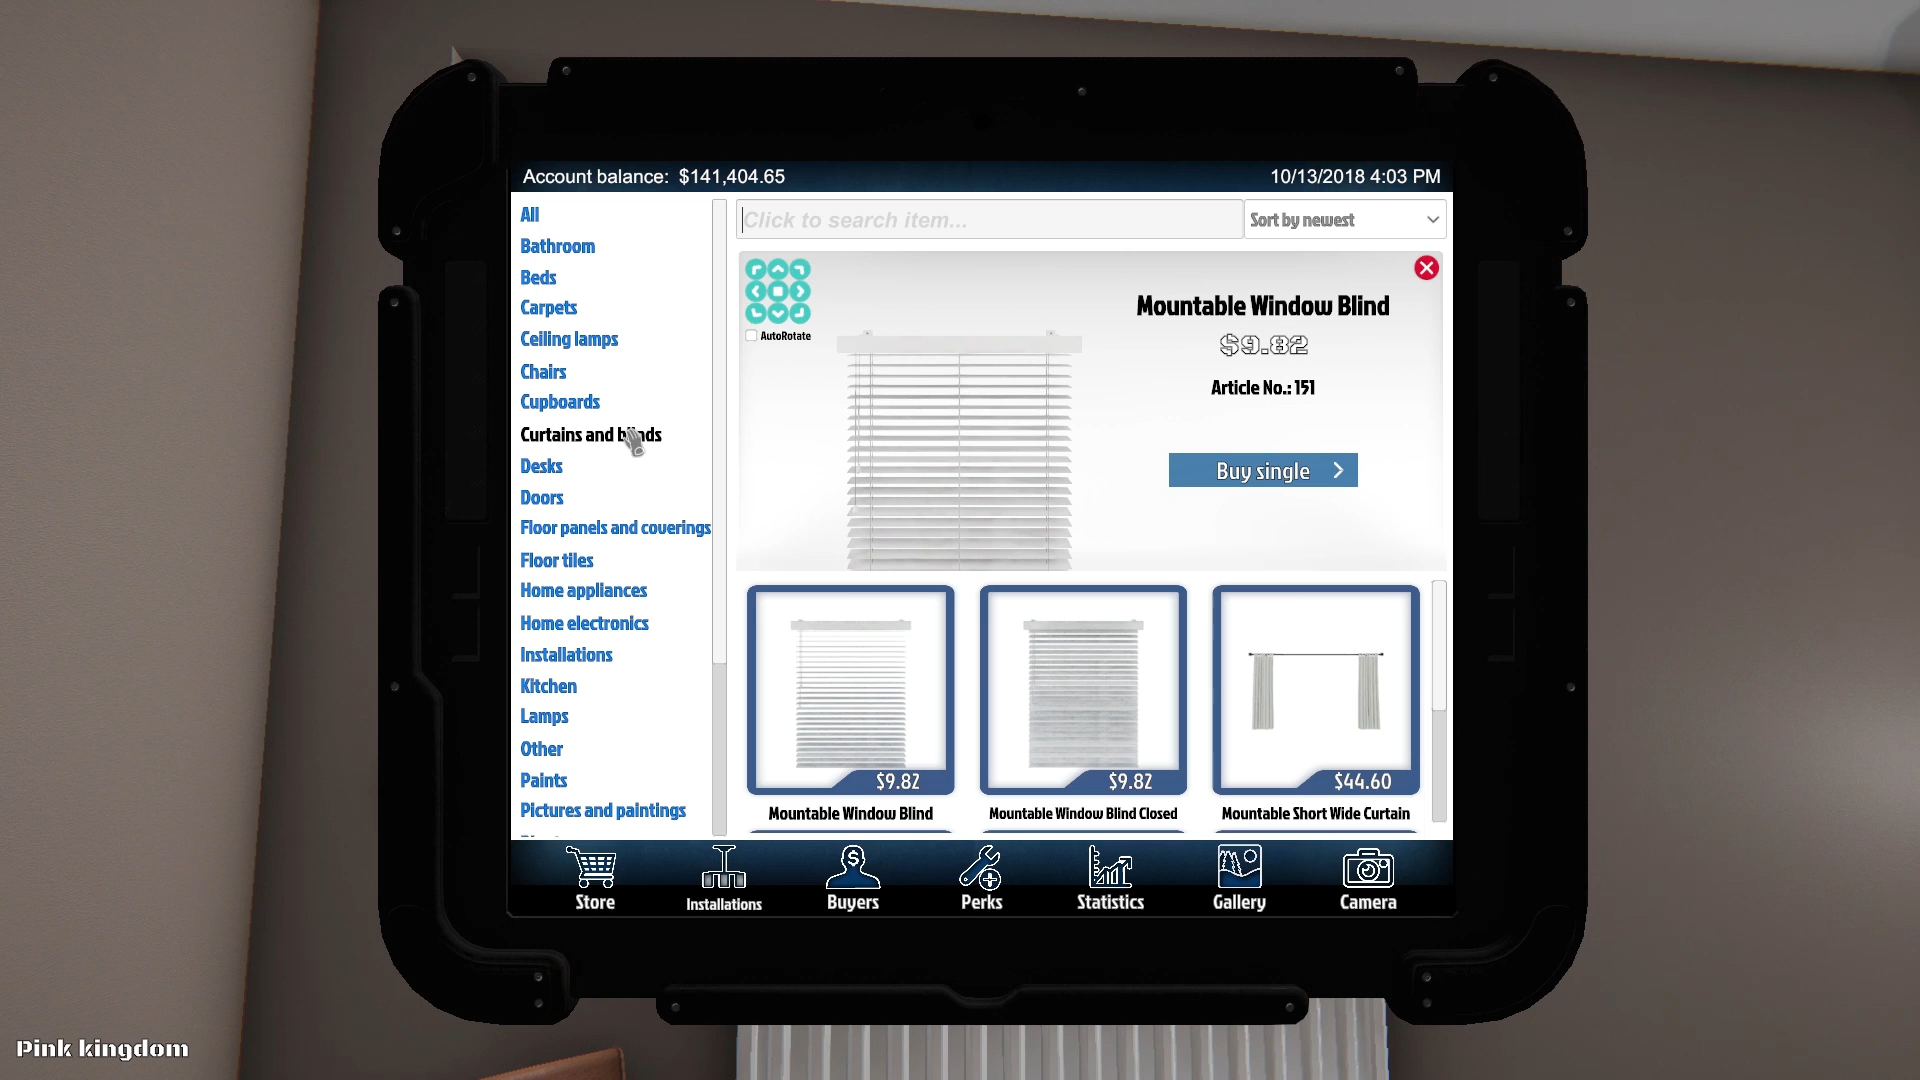 Account balance: $141,404.65
10/13/2018 4:03 PM
All
Bathroom
Beds
Carpets
Ceiling lamps
Chairs
Cupboards
Curtains and blinds
Desks
Doors
Floor panels and coverings
Floor tiles
Home appliances
Home electronics
Installations
Kitchen
Lamps
Other
Paints
Pictures and paintings
Click to search item...
Sort by newest
AutoRotate
Mountable Window Blind
$9.82
Article No.: 151
Buy single
$9.82
$9.82
$44.60
Mountable Window Blind
Mountable Window Blind Closed
Mountable Short Wide Curtain
Store
Installations
Buyers
Perks
Statistics
Gallery
Camera
Pink kingdom